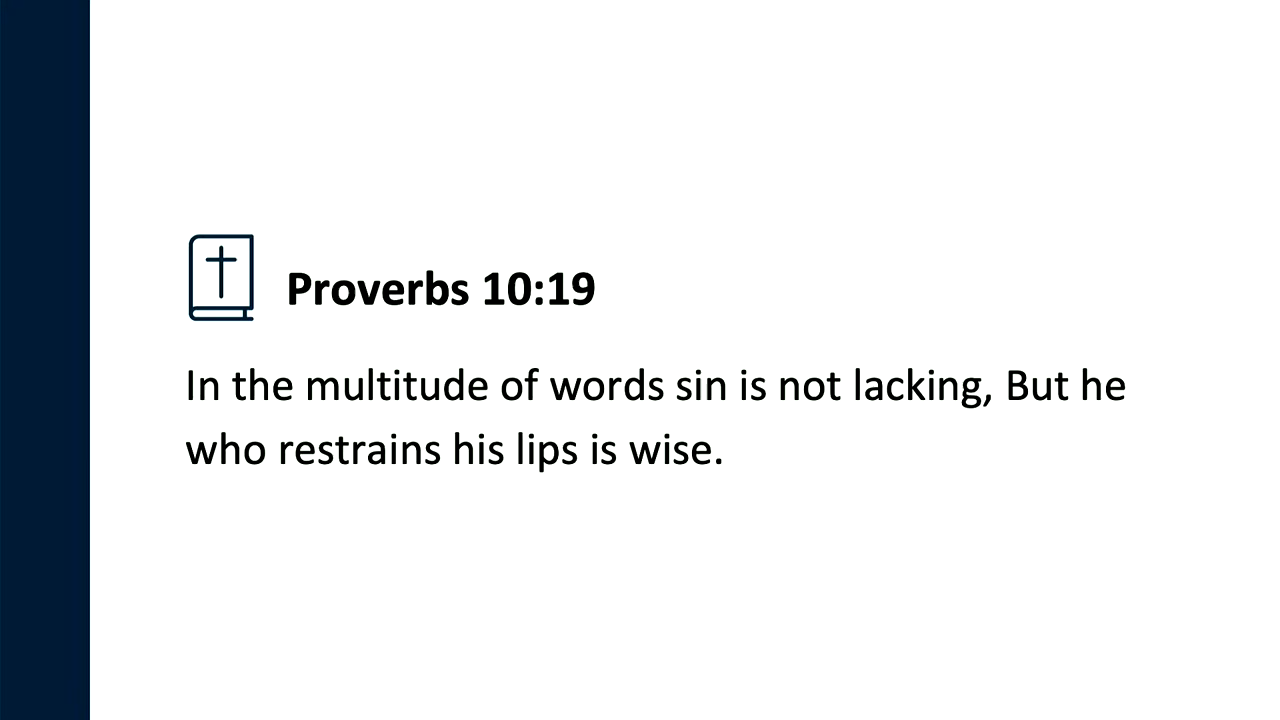 Proverbs 10:19
In the multitude of words sin is not lacking, But he
who restrains his lips is wise.